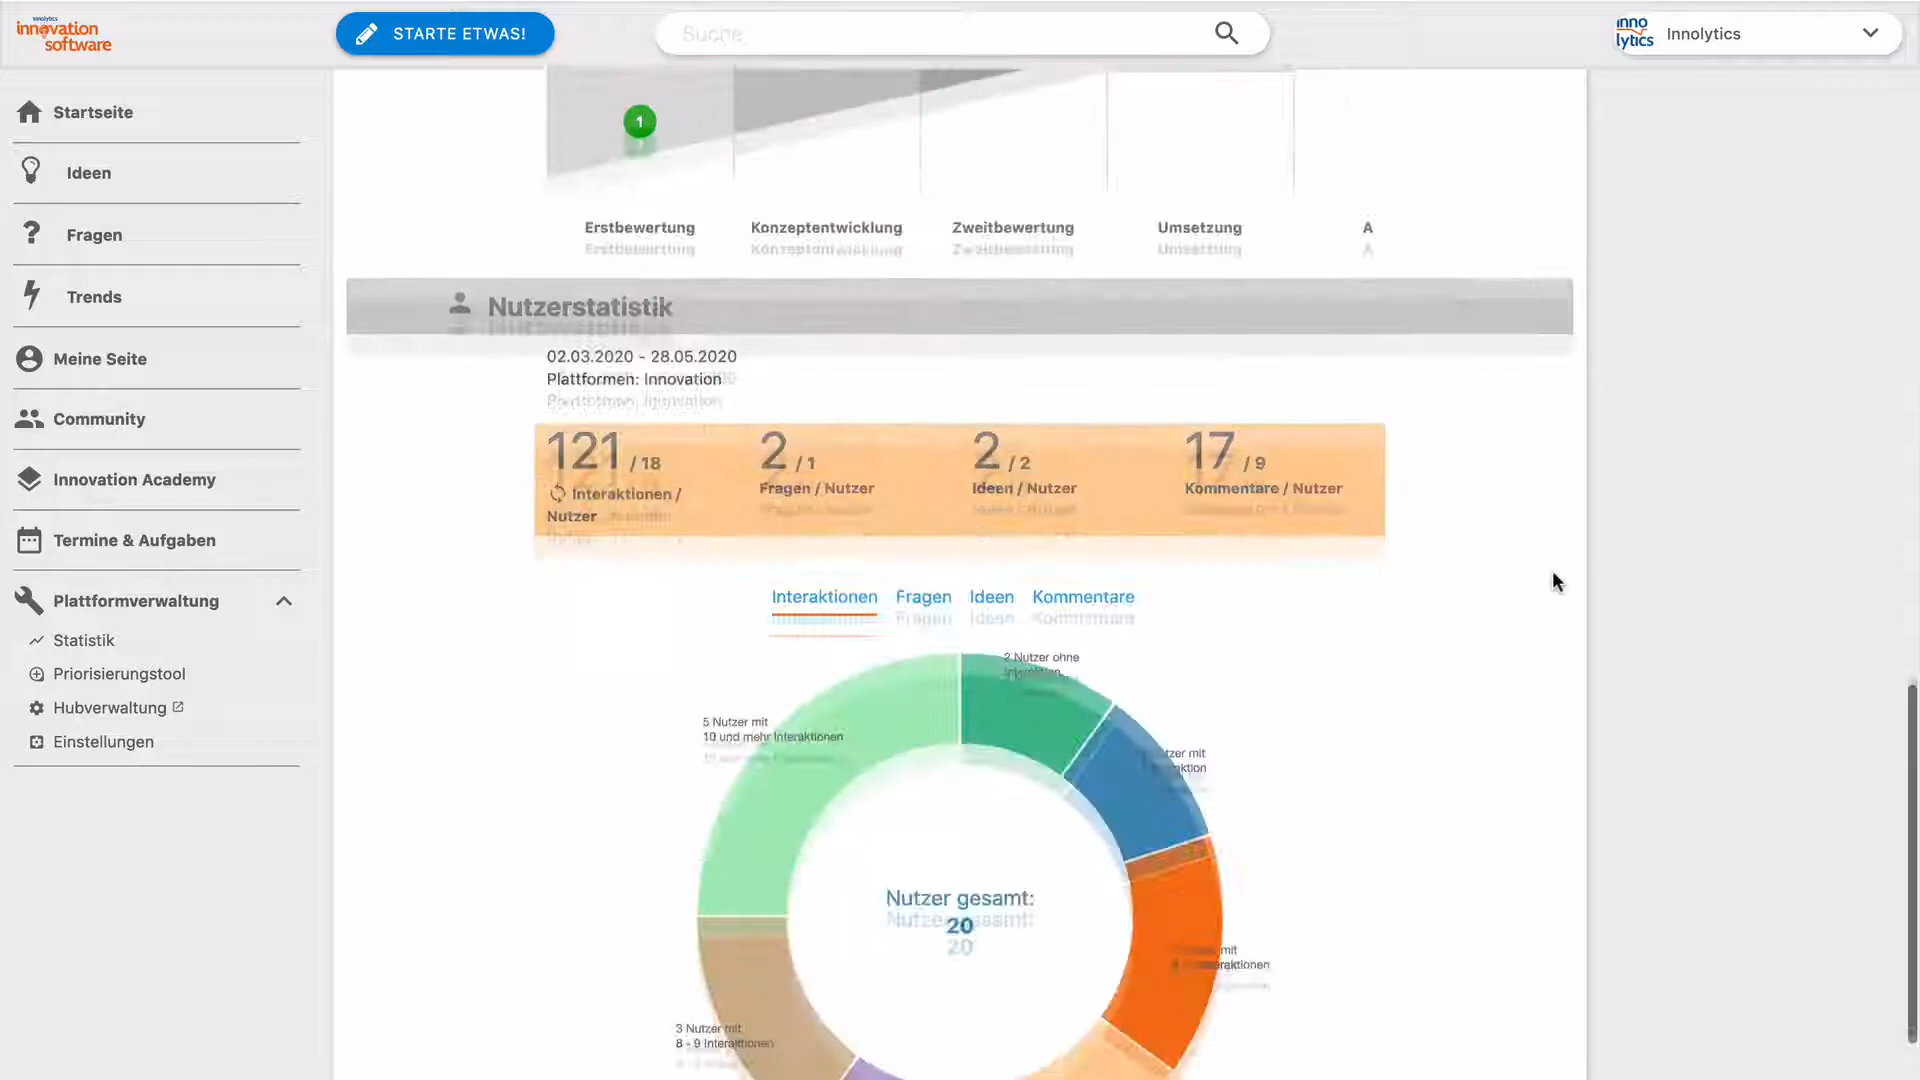 innolytics
innovation
software
STARTE ETWAS!
Suche
inno
lytics
Innolytics
Startseite
Ideen
Fragen
Trends
Meine Seite
Community
Innovation Academy
Termine & Aufgaben
Plattformverwaltung
Statistik
Priorisierungstool
Hubverwaltung
Einstellungen
1
Erstbewertung Konzeptentwicklung Zweitbewertung Umsetzung A
Nutzerstatistik
02.03.2020 - 28.05.2020
Plattformen: Innovation
121 / 18
Interaktionen /
Nutzer
2 / 1
Fragen / Nutzer
2 / 2
Ideen / Nutzer
17 / 9
Kommentare / Nutzer
Interaktionen Fragen Ideen Kommentare
2 Nutzer ohne
5 Nutzer mit
10 und mehr Interaktionen
mit
Nutzer gesamt:
20
mit
3 Nutzer mit
8 - 9 Interaktionen